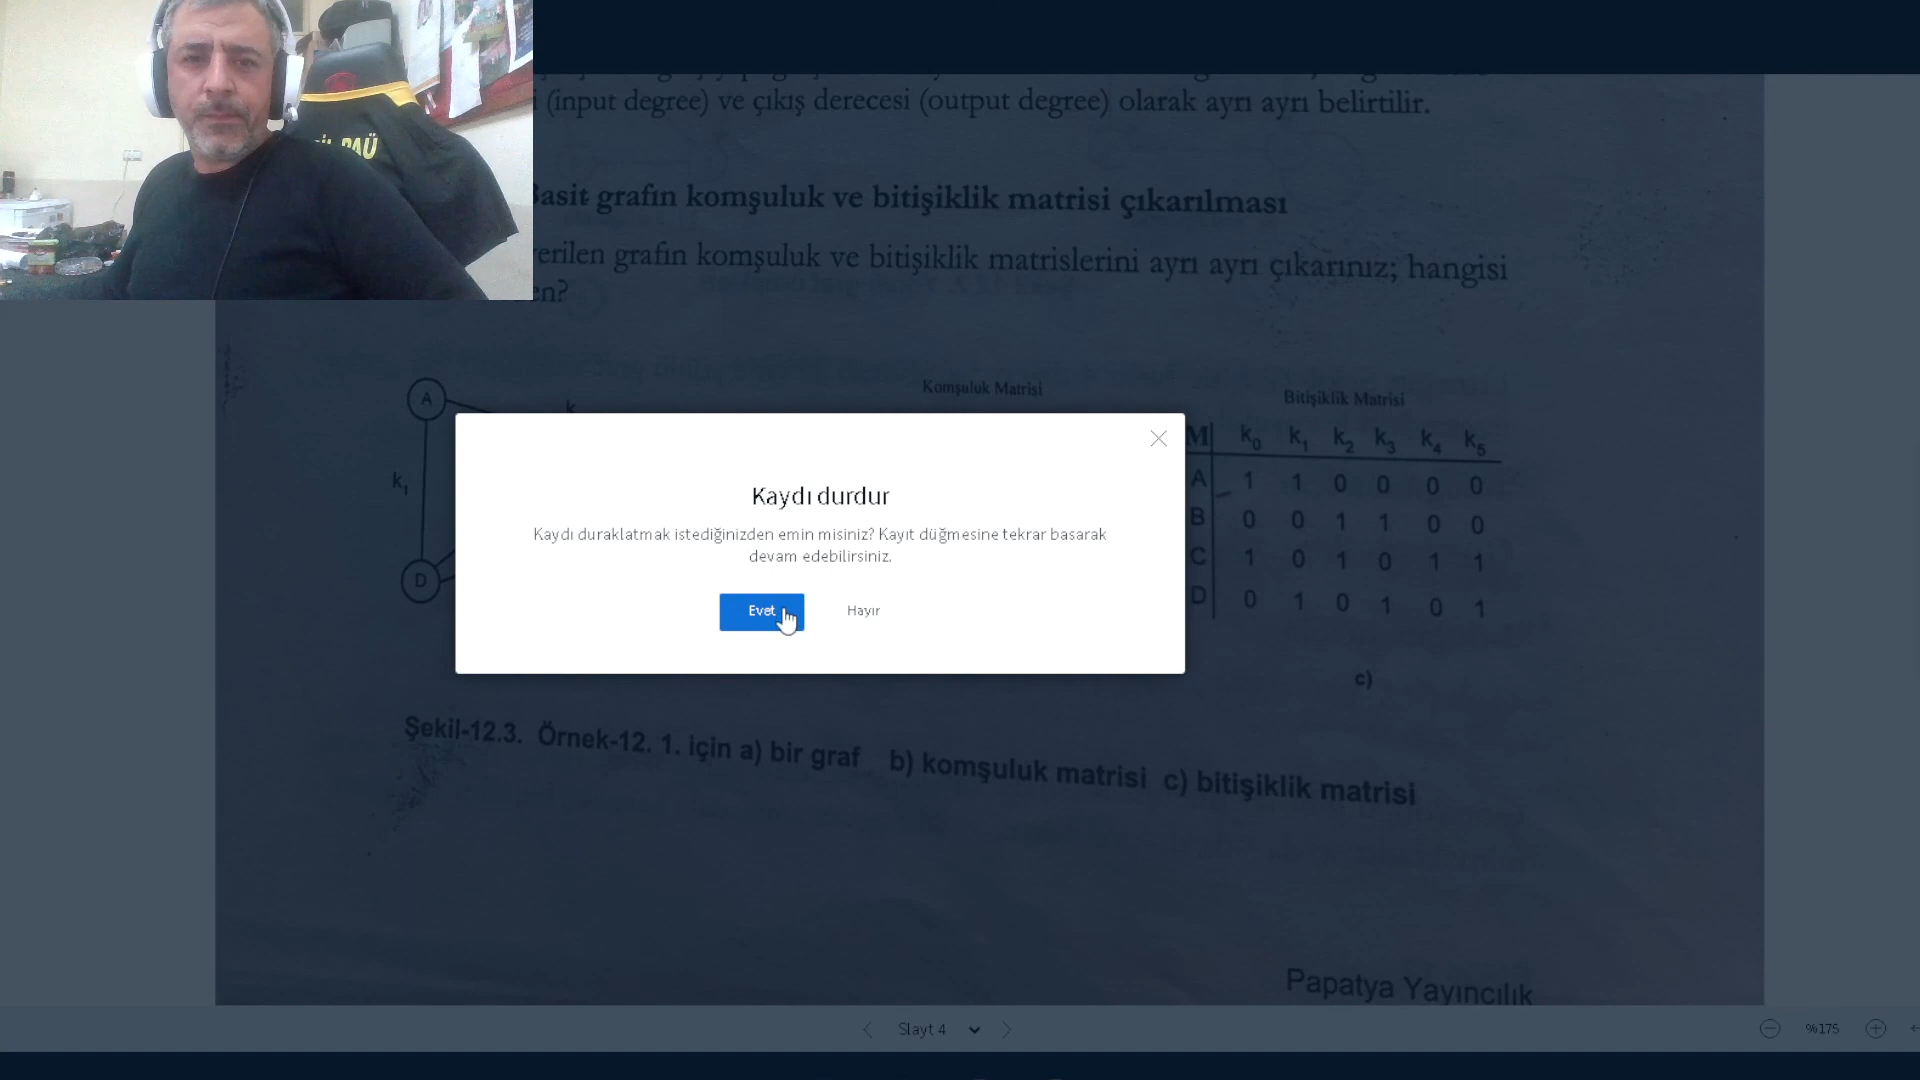 PAÜ
(input degree) ve çıkış derecesi (output degree) olarak ayrı ayrı belirtilir.
Basit grafın komşuluk ve bitişiklik matrisi çıkarılması
verilen grafın komşuluk ve bitişiklik matrislerini ayrı ayrı çıkarınız; hangisi
en?
Komşuluk Matrisi
Bitişiklik Matrisi
A
k
k₁
D
M k₀ k₁ k₂ k₃ k₄ k₅
A 1 1 0 0 0 0
B 0 0 1 1 0 0
C 1 0 1 0 1 1
D 0 1 0 1 0 1
c)
Kaydı durdur
Kaydı duraklatmak istediğinizden emin misiniz? Kayıt düğmesine tekrar basarak
devam edebilirsiniz.
Evet Hayır
Şekil-12.3. Örnek-12. 1. için a) bir graf b) komşuluk matrisi c) bitişiklik matrisi
Papatya Yayıncılık
Slayt 4
%175